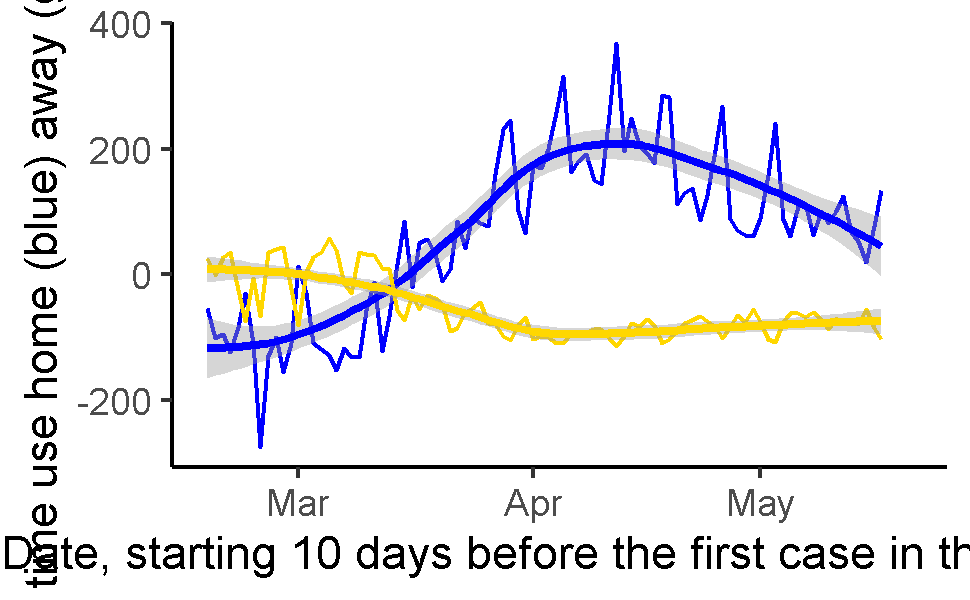 time use home (blue) away (
400
200
0
-200
Mar Apr May
Date, starting 10 days before the first case in th